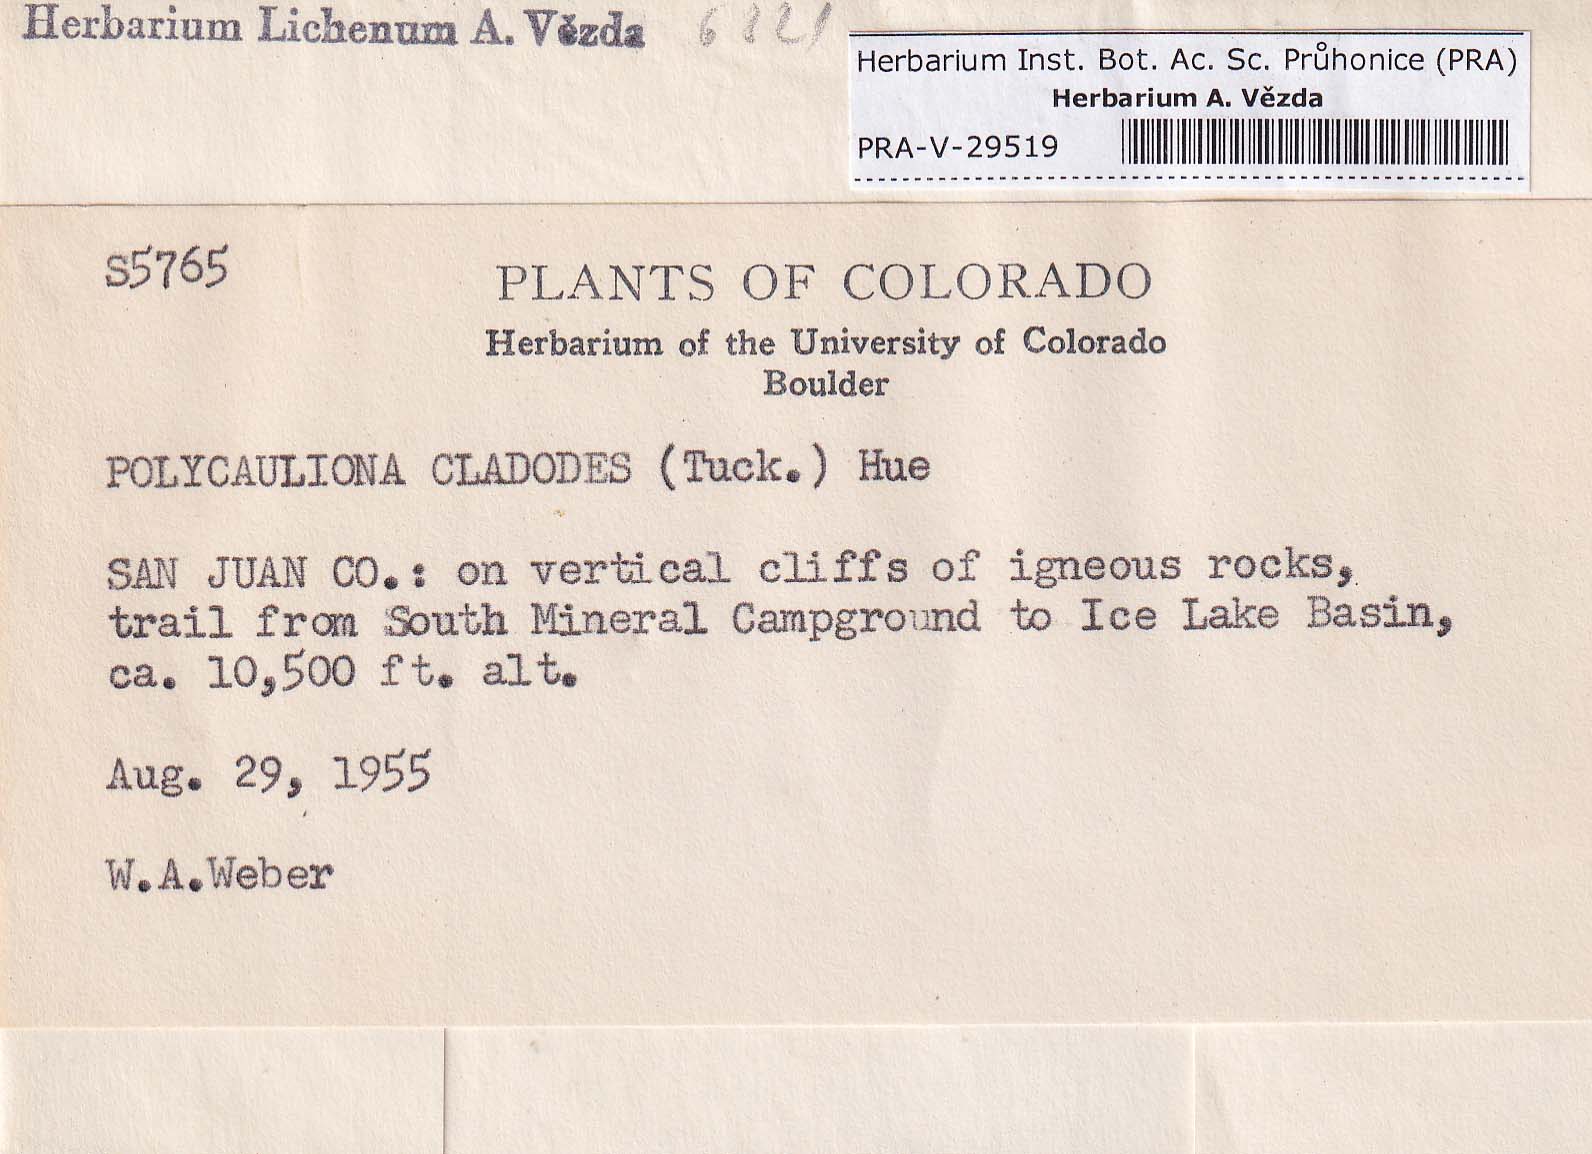 Herbarium Lichenum A. Vězda 6821
Herbarium Inst. Bot. Ac. Sc. Průhonice (PRA)
Herbarium A. Vězda
PRA-V-29519
S5765
PLANTS OF COLORADO
Herbarium of the University of Colorado
Boulder
POLYCAULIONA CLADODES (Tuck.) Hue
SAN JUAN CO.: on vertical cliffs of igneous rocks,
trail from South Mineral Campground to Ice Lake Basin,
ca. 10,500 ft. alt.
Aug. 29, 1955
W.A.Weber